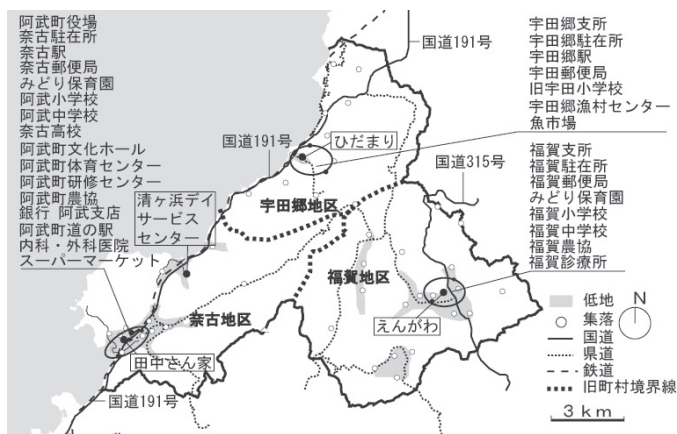 阿武町役場
奈古駐在所
奈古駅
奈古郵便局
みどり保育園
阿武小学校
阿武中学校
奈古高校
阿武町文化ホール
阿武町体育センター
阿武町研修センター
阿武町農協
銀行 阿武支店
阿武町道の駅
内科・外科医院
スーパーマーケット
清ヶ浜デイ
サービス
センター
国道191号
国道191号
ひだまり
宇田郷地区
国道315号
福賀地区
えんがわ
奈古地区
田中さん家
国道191号
宇田郷支所
宇田郷駐在所
宇田郷駅
宇田郵便局
旧宇田小学校
宇田郷漁村センター
魚市場
福賀支所
福賀駐在所
福賀郵便局
みどり保育園
福賀小学校
福賀中学校
福賀農協
福賀診療所
低地
集落
国道
県道
鉄道
旧町村境界線
N
3 km